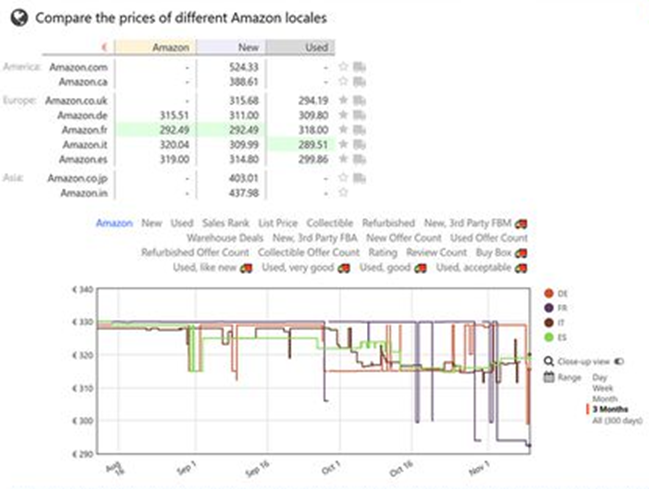 Compare the prices of different Amazon locales
€ Amazon New Used
America: Amazon.com - 524.33 -
Amazon.ca - 388.61 -
Europe: Amazon.co.uk - 315.68 294.19
Amazon.de 315.51 311.00 309.80
Amazon.fr 292.49 292.49 318.00
Amazon.it 320.04 309.99 289.51
Amazon.es 319.00 314.80 299.86
Asia: Amazon.co.jp - 403.01 -
Amazon.in - 437.98 -
Amazon New Used Sales Rank List Price Collectible Refurbished New, 3rd Party FBM
Warehouse Deals New, 3rd Party FBA New Offer Count Used Offer Count
Refurbished Offer Count Collectible Offer Count Rating Review Count Buy Box
Used, like new Used, very good Used, good Used, acceptable
€ 340
€ 330
€ 320
€ 310
€ 300
€ 290
Aug 16 Sep 1 Sep 16 Oct 1 Oct 16 Nov 1
DE
FR
IT
ES
Close-up view
Range Day
Week
Month
3 Months
All (300 days)